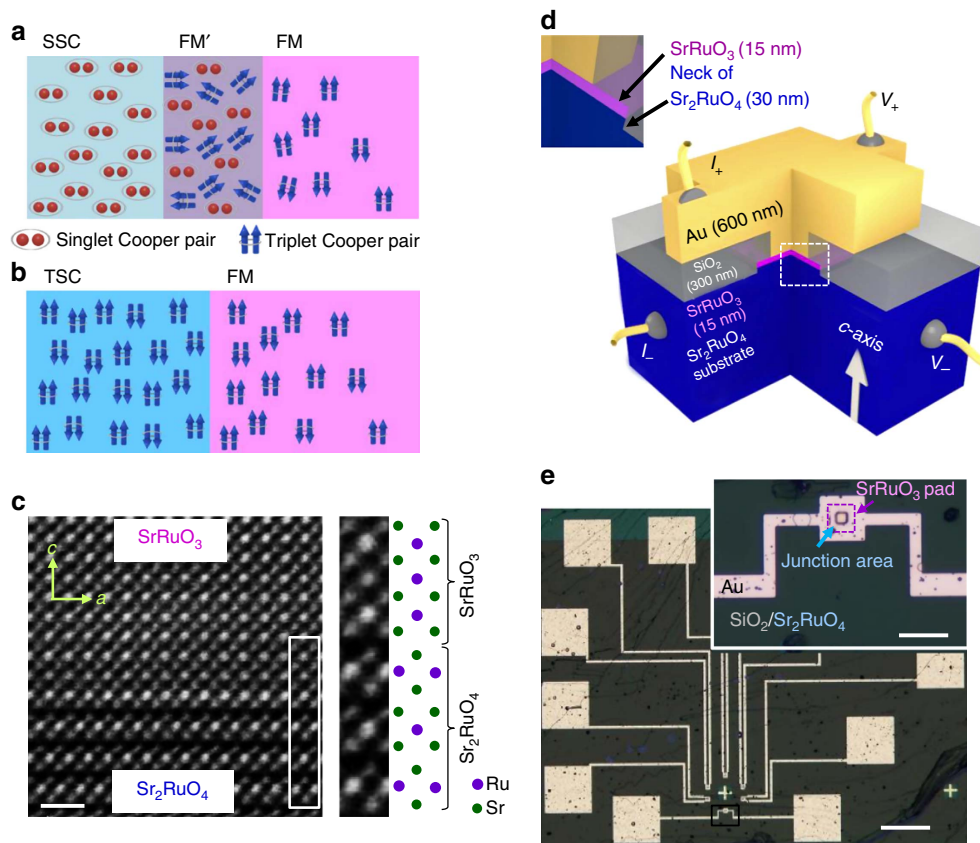 a
SSC FM′ FM
Singlet Cooper pair Triplet Cooper pair
b
TSC FM
c
SrRuO3
c
a
Sr2RuO4
SrRuO3
Sr2RuO4
Ru
Sr
d
SrRuO3 (15 nm)
Neck of
Sr2RuO4 (30 nm)
V+
I+
Au (600 nm)
SiO2
(300 nm)
SrRuO3
(15 nm)
Sr2RuO4
substrate
I−
c-axis
V−
e
SrRuO3 pad
Junction area
Au
SiO2/Sr2RuO4